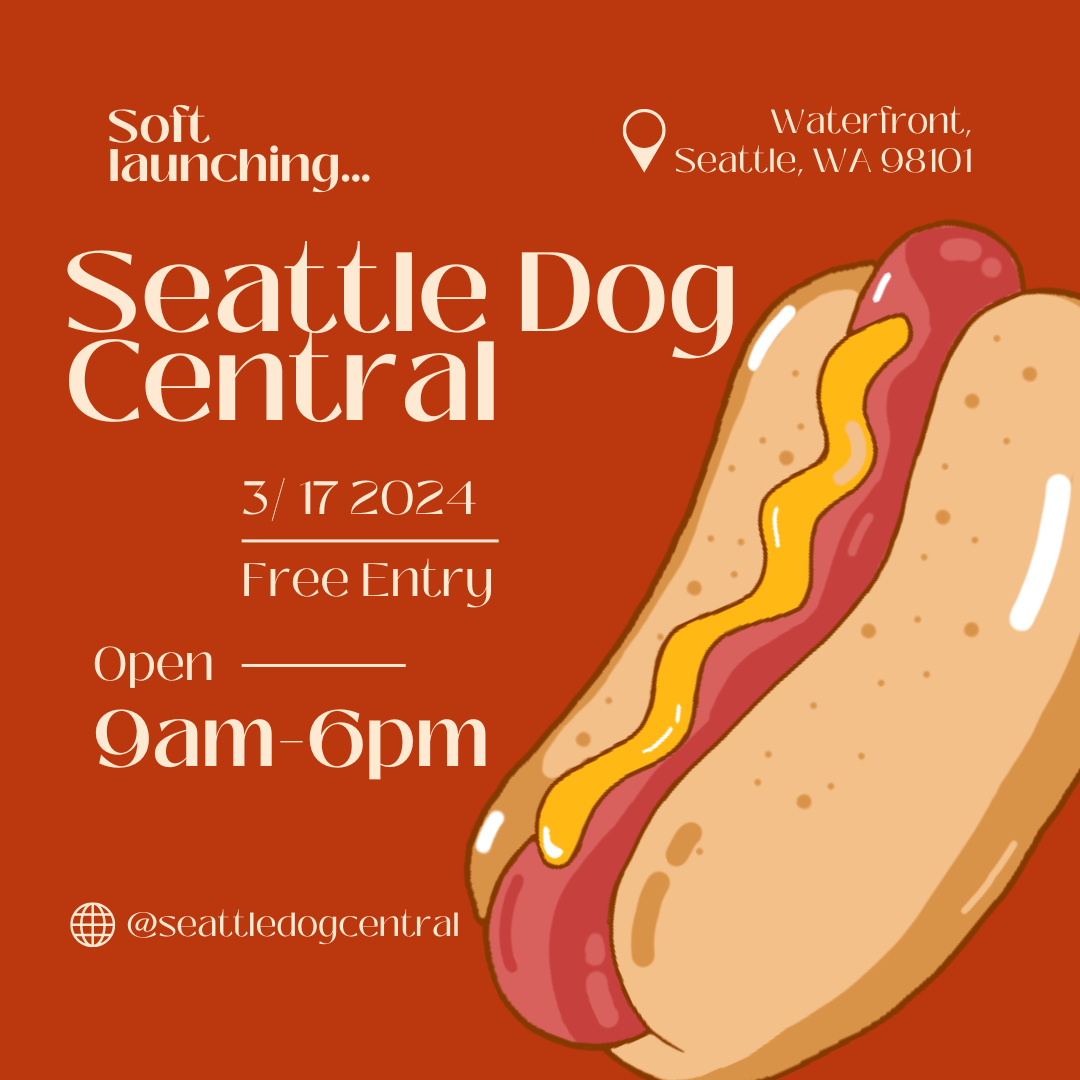 Soft
launching...
Waterfront,
Seattle, WA 98101
Seattle Dog
Central
3/ 17 2024
Free Entry
Open
9am-6pm
@seattledogcentral